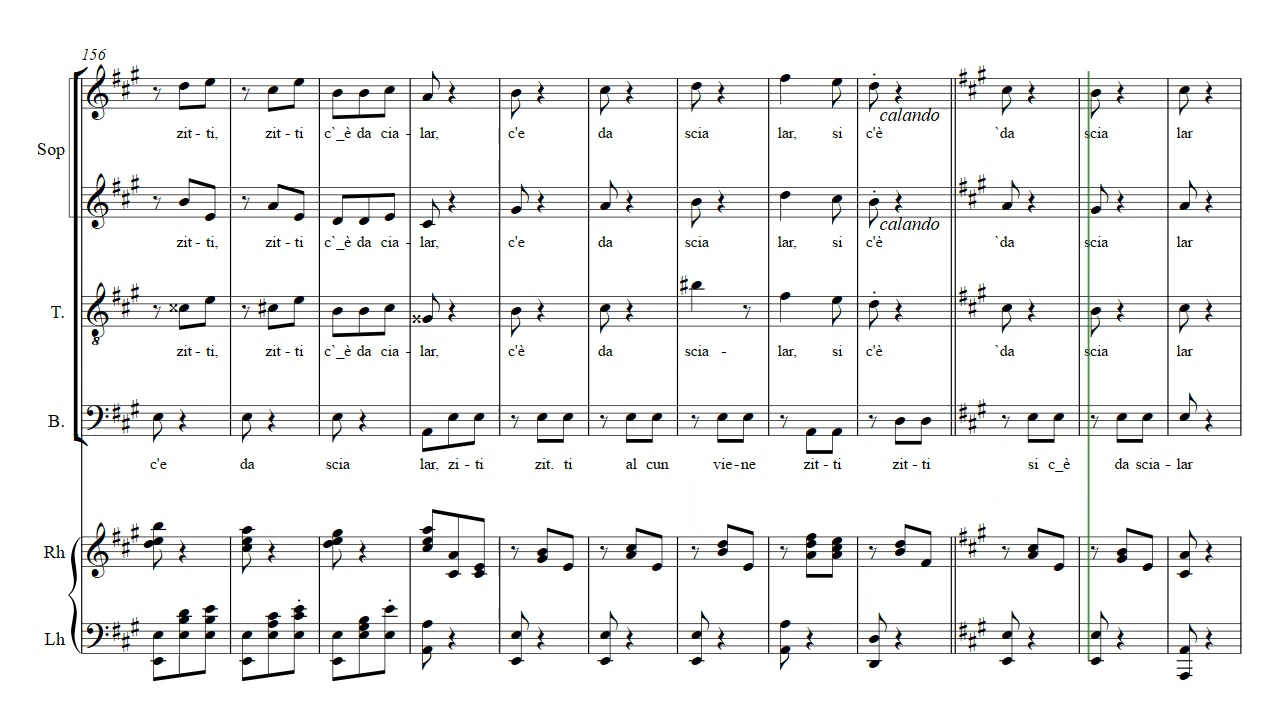 156
calando
Sop
zit - ti, zit - ti c`_è da cia - lar, c'e da scia lar, si c'è `da scia lar
calando
zit - ti, zit - ti c`_è da cia - lar, c'e da scia lar, si c'è `da scia lar
T.
zit - ti, zit - ti c`_è da cia - lar, c'è da scia - lar, si c'è `da scia lar
B.
c'e da scia lar, zi - ti zit. ti al cun vie - ne zit - ti zit - ti si c_è da scia - lar
Rh
Lh